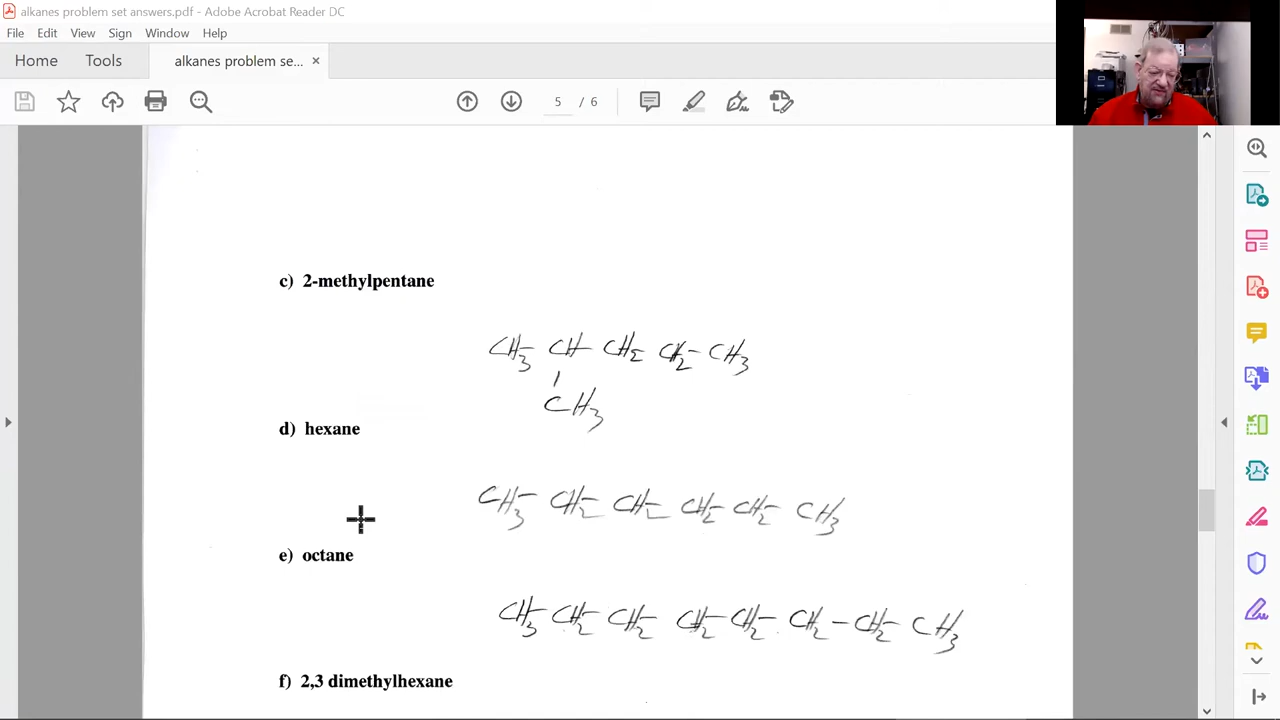 alkanes problem set answers.pdf - Adobe Acrobat Reader DC
File Edit View Sign Window Help
Home Tools alkanes problem se... ×
5 / 6
c) 2-methylpentane
CH3 - CH - CH2 - CH2 - CH3
CH3
d) hexane
CH3 - CH2 - CH2 - CH2 - CH2 - CH3
e) octane
CH3 - CH2 - CH2 - CH2 - CH2 - CH2 - CH2 - CH3
f) 2,3 dimethylhexane